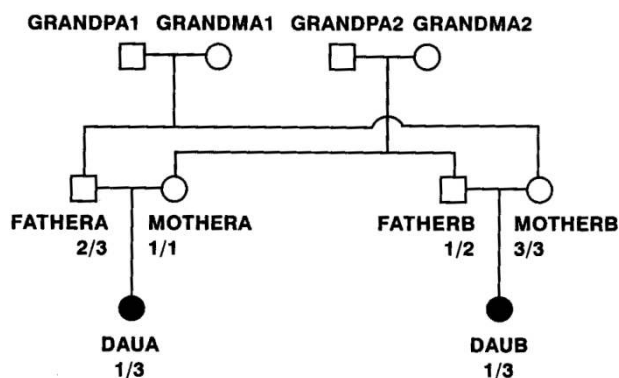 GRANDPA1 GRANDMA1 GRANDPA2 GRANDMA2
FATHERA MOTHERA FATHERB MOTHERB
2/3 1/1 1/2 3/3
DAUA DAUB
1/3 1/3